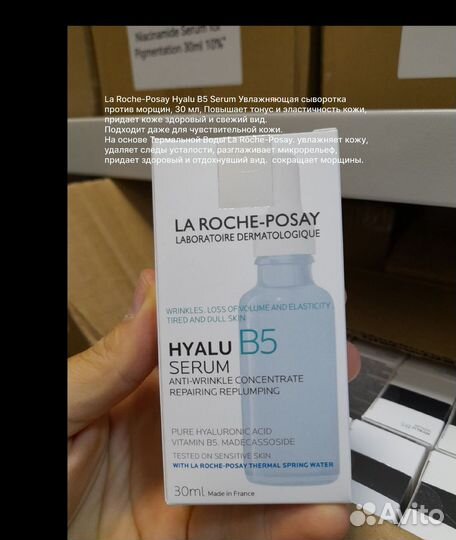 Niacinamide Serum for
Pigmentation 30ml 10%
La Roche-Posay Hyalu B5 Serum Увлажняющая сыворотка
против морщин, 30 мл, Повышает тонус и эластичность кожи,
придает коже здоровый и свежий вид.
Подходит даже для чувствительной кожи.
На основе Термальной Воды La Roche-Posay. увлажняет кожу,
удаляет следы усталости, разглаживает микрорельеф,
придает здоровый и отдохнувший вид. сокращает морщины.
LA ROCHE-POSAY
LABORATOIRE DERMATOLOGIQUE
WRINKLES. LOSS OF VOLUME AND ELASTICITY.
TIRED AND DULL SKIN
HYALU B5
SERUM
ANTI-WRINKLE CONCENTRATE
REPAIRING REPLUMPING
PURE HYALURONIC ACID
VITAMIN B5. MADECASSOSIDE
TESTED ON SENSITIVE SKIN
WITH LA ROCHE-POSAY THERMAL SPRING WATER
30ml Made in France
Avito